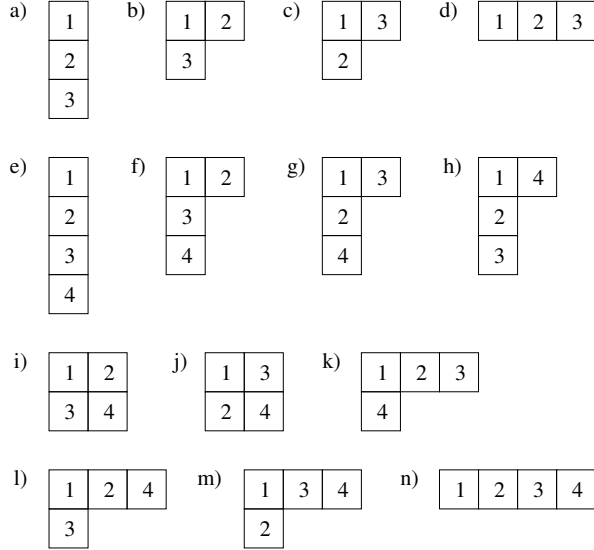 a) 1 b) 1 2 c) 1 3 d) 1 2 3
2 3 2
3
e) 1 f) 1 2 g) 1 3 h) 1 4
2 3 2 2
3 4 4 3
4
i) 1 2 j) 1 3 k) 1 2 3
3 4 2 4 4
l) 1 2 4 m) 1 3 4 n) 1 2 3 4
3 2